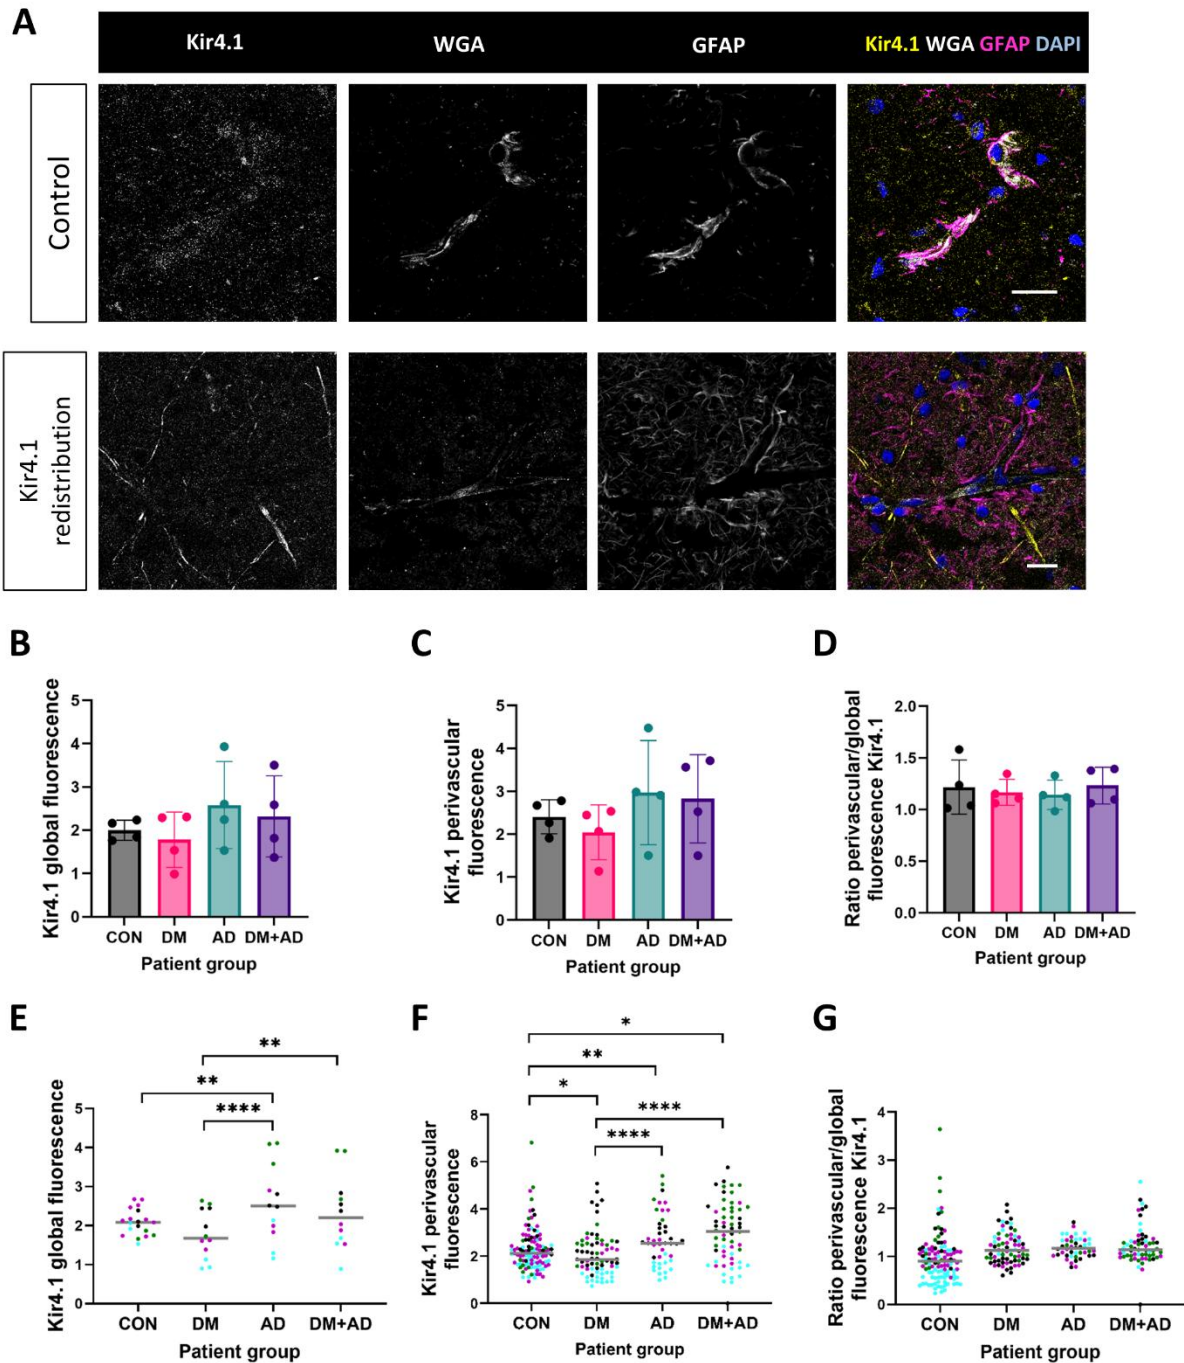 A
Kir4.1 WGA GFAP Kir4.1 WGA GFAP DAPI
Control
Kir4.1
redistribution
B
Kir4.1 global fluorescence
5
4
3
2
1
0
CON DM AD DM+AD
Patient group
C
Kir4.1 perivascular
fluorescence
5
4
3
2
1
0
CON DM AD DM+AD
Patient group
D
Ratio perivascular/global
fluorescence Kir4.1
2.0
1.5
1.0
0.5
0.0
CON DM AD DM+AD
Patient group
E
Kir4.1 global fluorescence
**
**
****
5
4
3
2
1
0
CON DM AD DM+AD
Patient group
F
Kir4.1 perivascular
fluorescence
*
**
*
****
****
8
6
4
2
0
CON DM AD DM+AD
Patient group
G
Ratio perivascular/global
fluorescence Kir4.1
4
3
2
1
0
CON DM AD DM+AD
Patient group